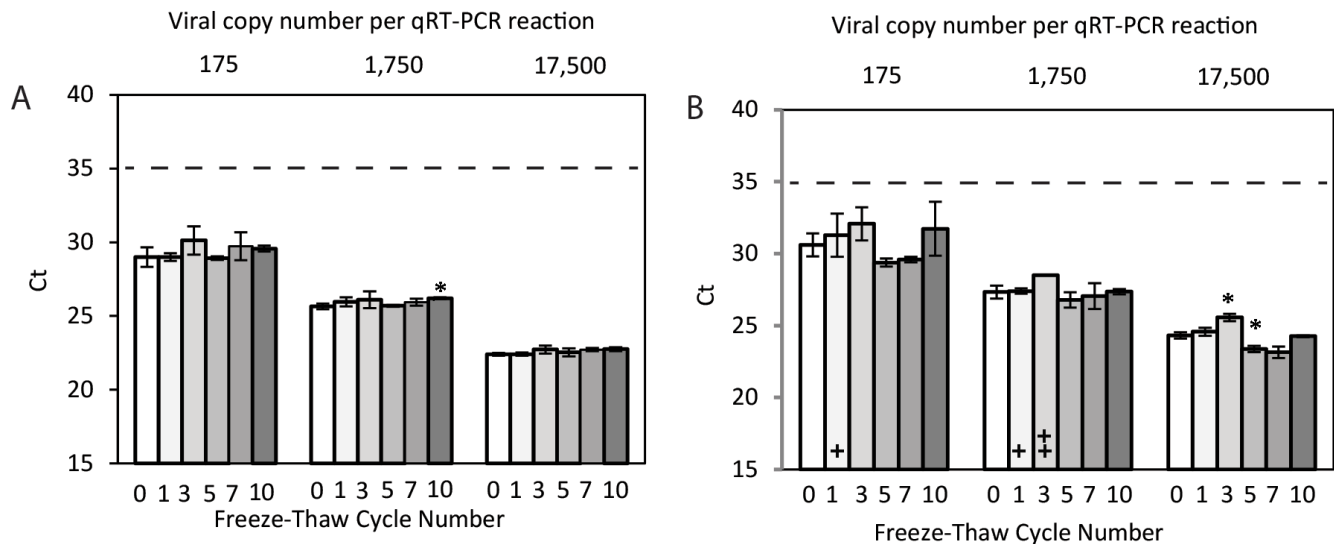 Viral copy number per qRT-PCR reaction
175 1,750 17,500
A
40
35
30
25
20
15
Ct
*
0 1 3 5 7 10 0 1 3 5 7 10 0 1 3 5 7 10
Freeze-Thaw Cycle Number
Viral copy number per qRT-PCR reaction
175 1,750 17,500
B
40
35
30
25
20
15
Ct
* *
+ + + +
0 1 3 5 7 10 0 1 3 5 7 10 0 1 3 5 7 10
Freeze-Thaw Cycle Number